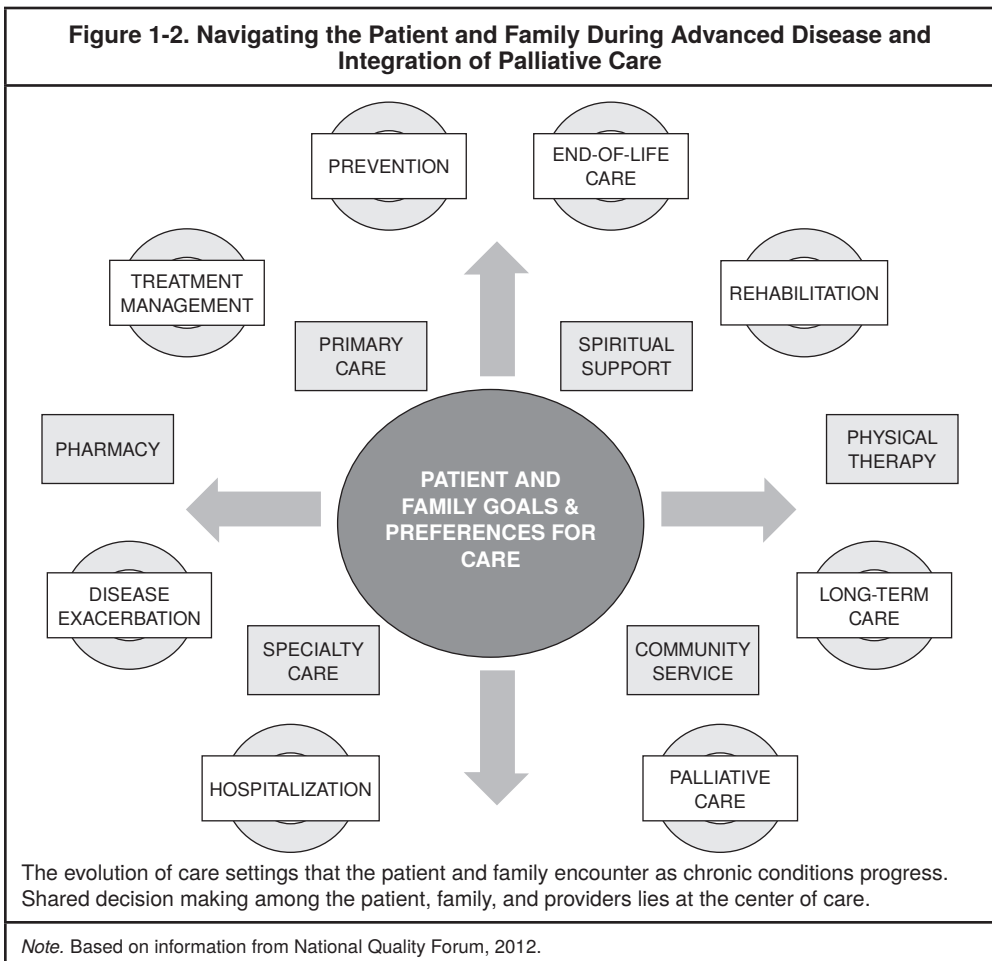 Figure 1-2. Navigating the Patient and Family During Advanced Disease and
Integration of Palliative Care
PREVENTION
END-OF-LIFE
CARE
TREATMENT
MANAGEMENT
REHABILITATION
PRIMARY
CARE
SPIRITUAL
SUPPORT
PHARMACY
PHYSICAL
THERAPY
PATIENT AND
FAMILY GOALS &
PREFERENCES FOR
CARE
DISEASE
EXACERBATION
LONG-TERM
CARE
SPECIALTY
CARE
COMMUNITY
SERVICE
HOSPITALIZATION
PALLIATIVE
CARE
The evolution of care settings that the patient and family encounter as chronic conditions progress.
Shared decision making among the patient, family, and providers lies at the center of care.
Note. Based on information from National Quality Forum, 2012.